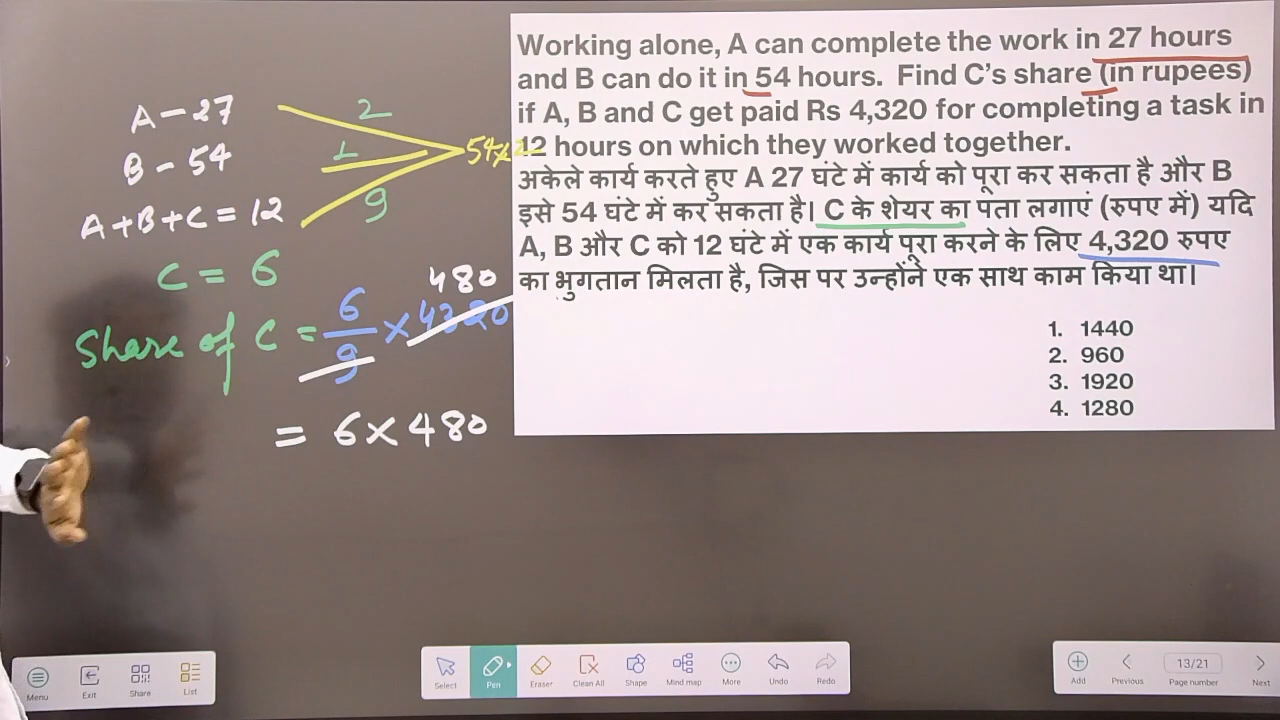 Working alone, A can complete the work in 27 hours
and B can do it in 54 hours. Find C's share (in rupees)
if A, B and C get paid Rs 4,320 for completing a task in
12 hours on which they worked together.
अकेले कार्य करते हुए A 27 घंटे में कार्य को पूरा कर सकता है और B
इसे 54 घंटे में कर सकता है। C के शेयर का पता लगाएं (रुपए में) यदि
A, B और C को 12 घंटे में एक कार्य पूरा करने के लिए 4,320 रुपए
का भुगतान मिलता है, जिस पर उन्होंने एक साथ काम किया था।
1. 1440
2. 960
3. 1920
4. 1280
A - 27
2
B - 54
1
54x2
A+B+C = 12
9
C = 6
480
Share of C = 6/9 x 4320
= 6 x 480
Menu
Exit
Share
List
Select
Pen
Eraser
Clean All
Shape
Mind map
More
Undo
Redo
Add
Previous
13/21
Page number
Next